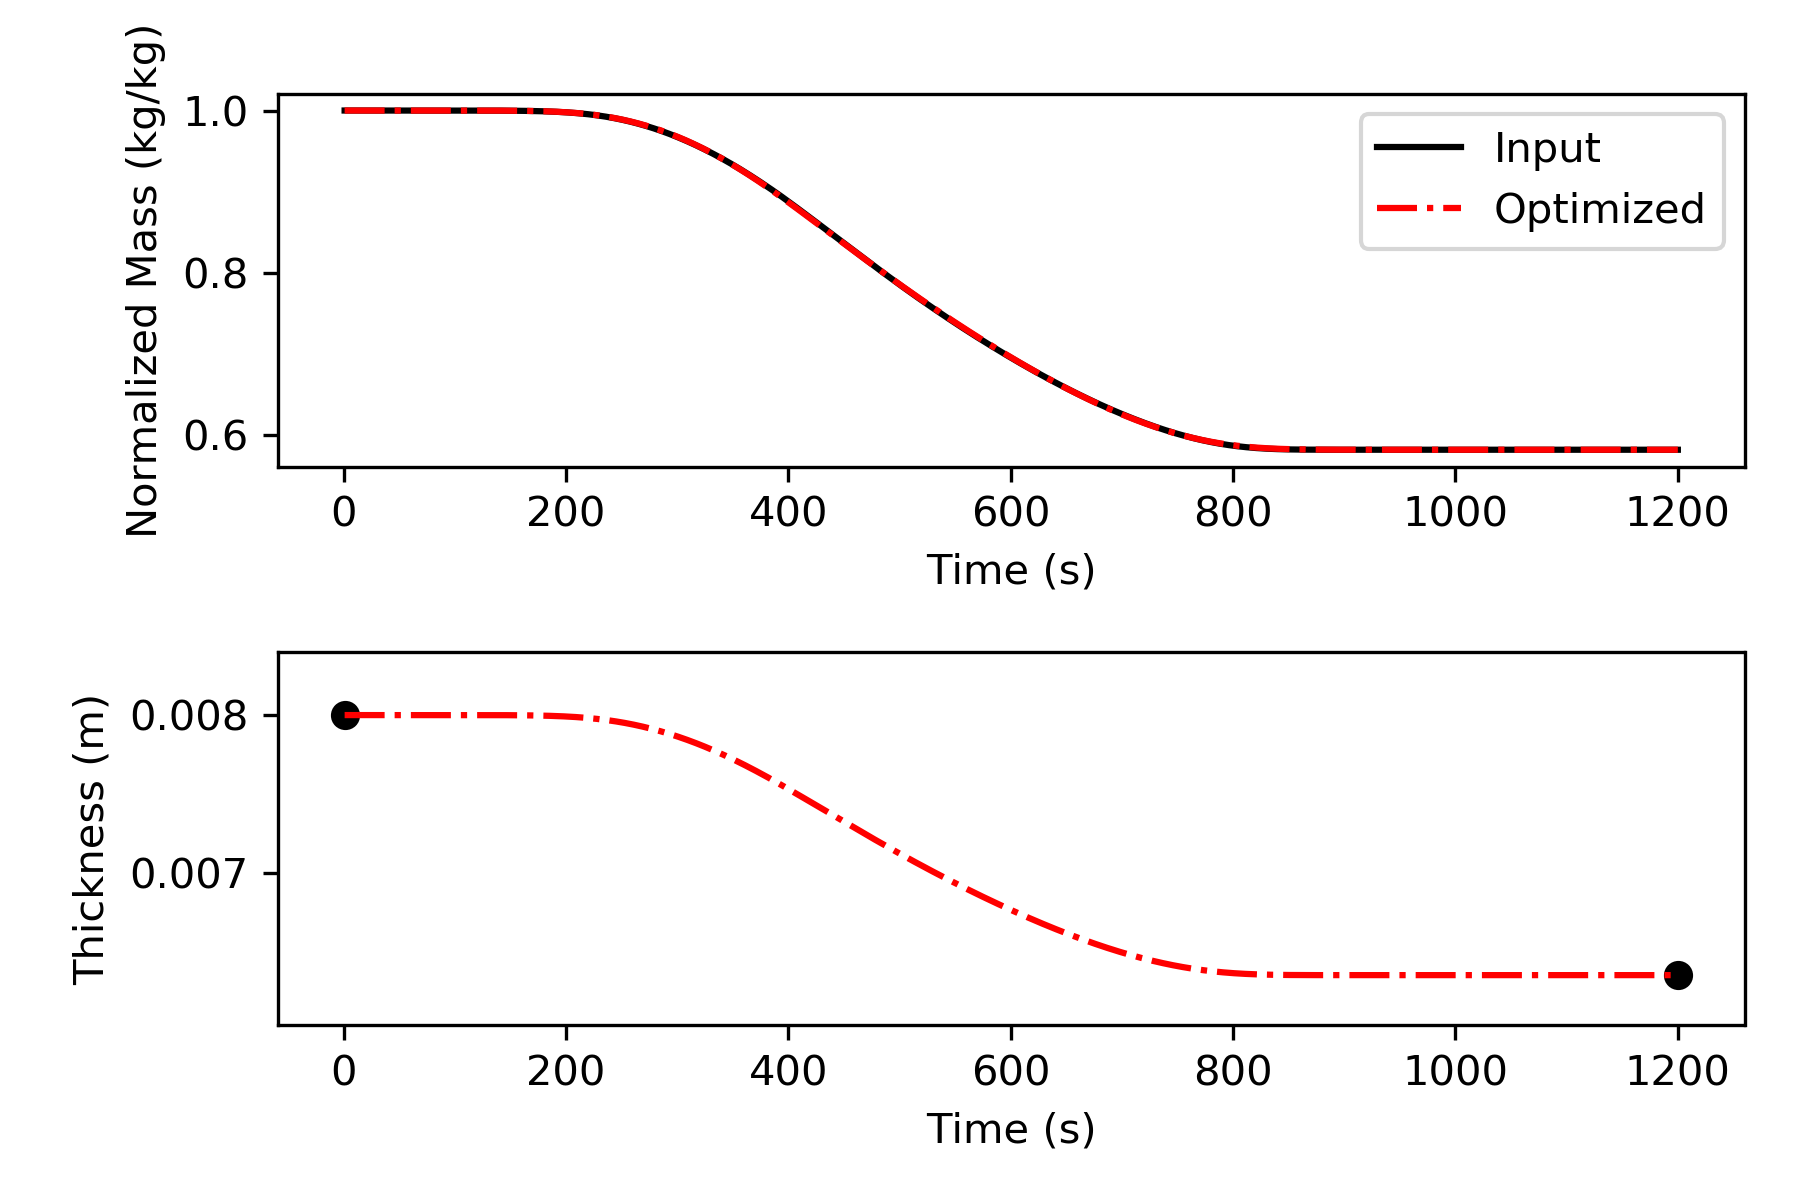 Normalized Mass (kg/kg)
1.0
0.8
0.6
Input
Optimized
0 200 400 600 800 1000 1200
Time (s)
Thickness (m)
0.008
0.007
0 200 400 600 800 1000 1200
Time (s)